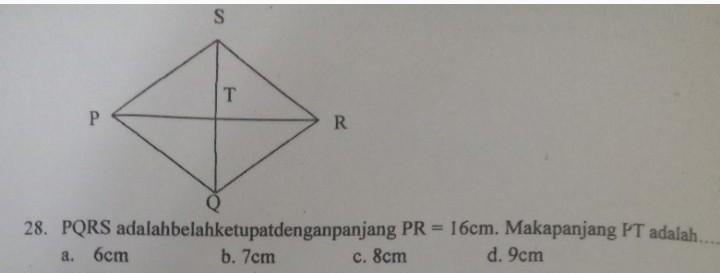 S
T
P
R
Q
28. PQRS adalahbelahketupatdenganpanjang PR = 16cm. Makapanjang PT adalah....
a. 6cm b. 7cm c. 8cm d. 9cm